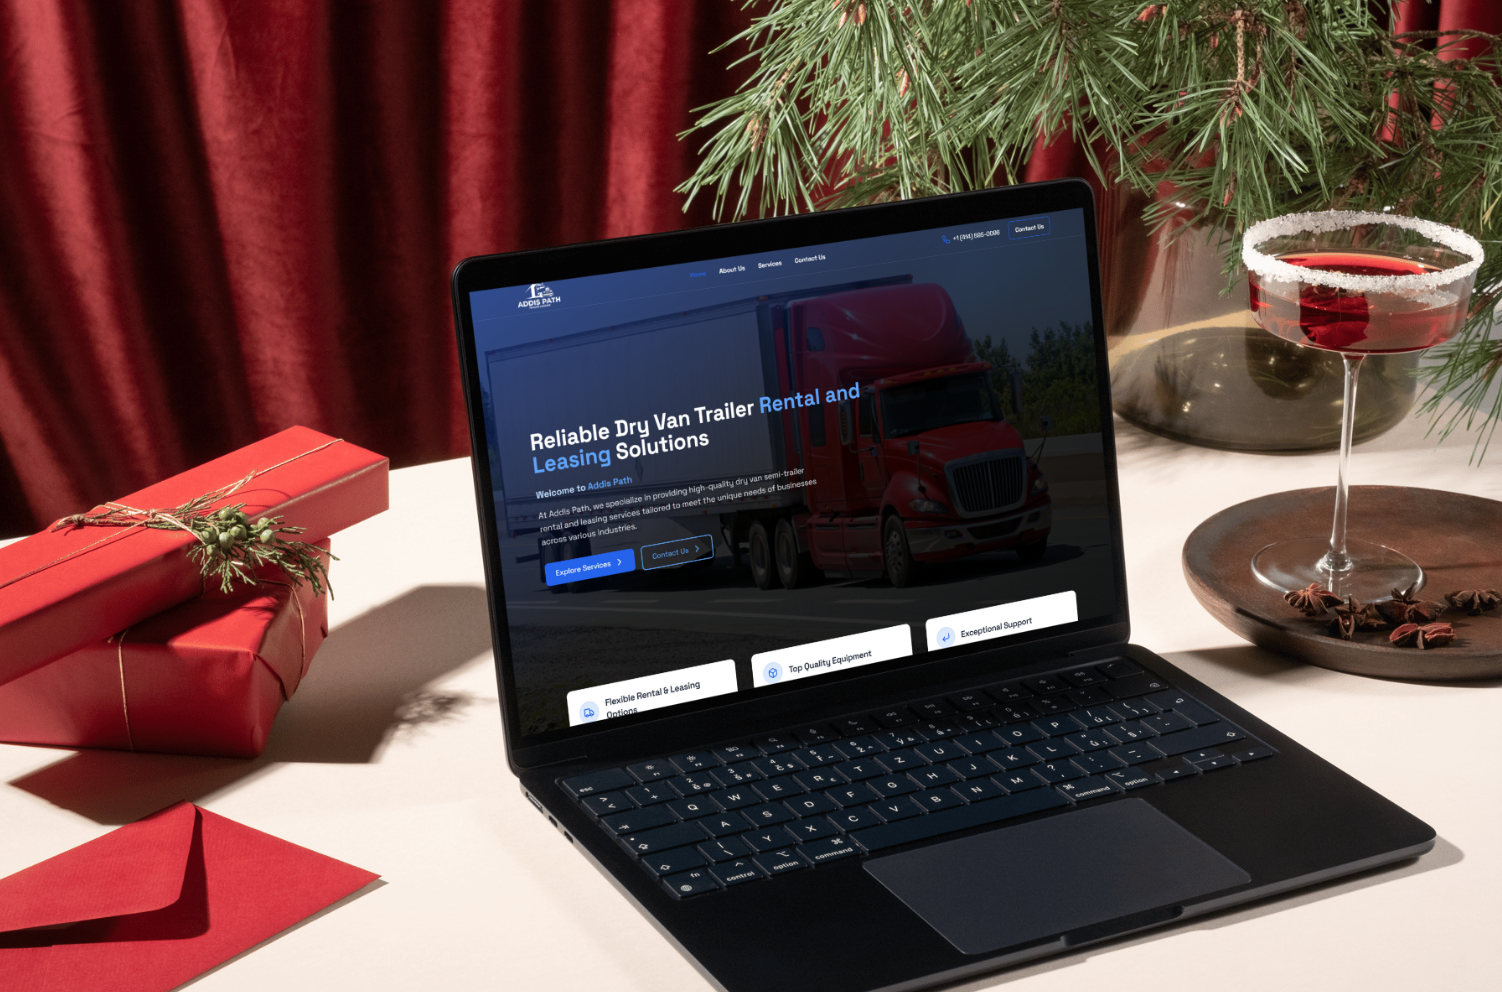 Home
About Us
Services
Contact Us
Contact Us
ADDIS PATH
Reliable Dry Van Trailer Rental and
Leasing Solutions
Welcome to Addis Path
At Addis Path, we specialize in providing high-quality dry van semi-trailer
rental and leasing services tailored to meet the unique needs of businesses
across various industries.
Explore Services
Contact Us
Flexible Rental & Leasing
Options
Top Quality Equipment
Exceptional Support
esc
Q W E R T Z U I O P
A S D F G H J K L
Y X C V B N M
fn
control
option
command
command
option